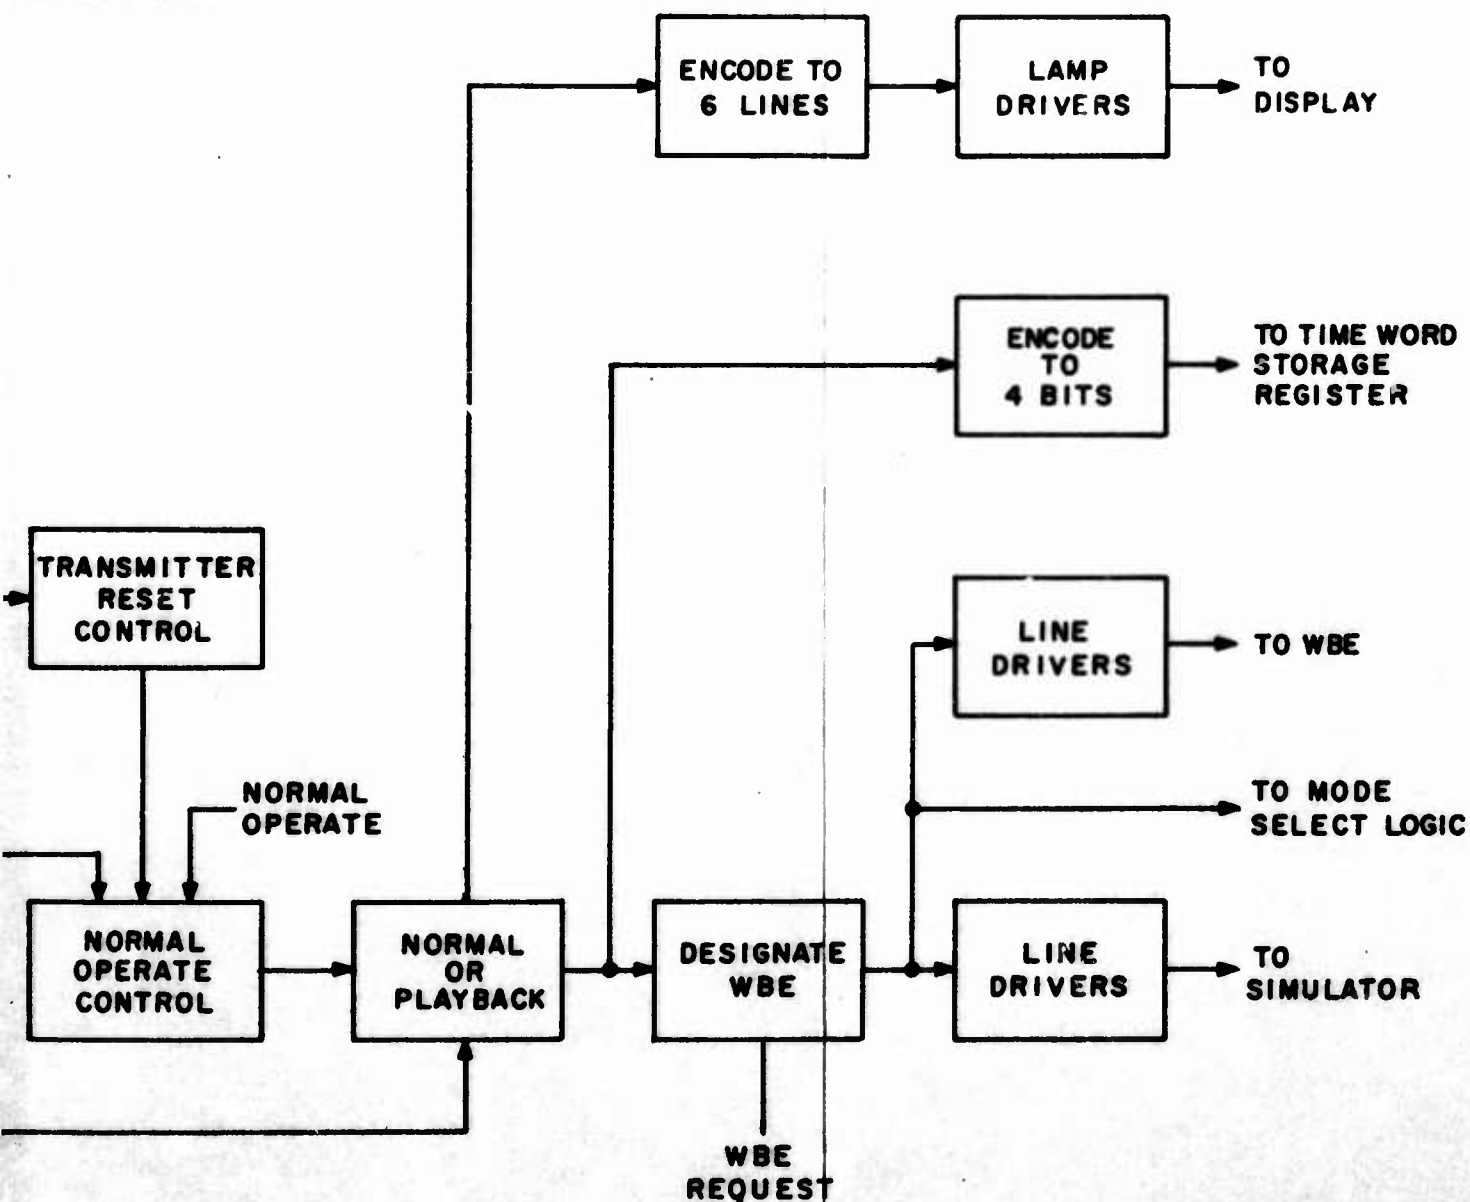 ENCODE TO
6 LINES
LAMP
DRIVERS
TO
DISPLAY
ENCODE
TO
4 BITS
TO TIME WORD
STORAGE
REGISTER
TRANSMITTER
RESET
CONTROL
LINE
DRIVERS
TO WBE
NORMAL
OPERATE
TO MODE
SELECT LOGIC
NORMAL
OPERATE
CONTROL
NORMAL
OR
PLAYBACK
DESIGNATE
WBE
LINE
DRIVERS
TO
SIMULATOR
WBE
REQUEST